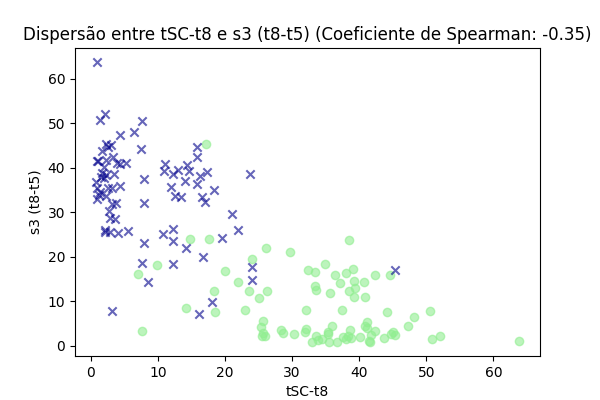 Dispersão entre tSC-t8 e s3 (t8-t5) (Coeficiente de Spearman: -0.35)
60
50
40
30
20
10
0
s3 (t8-t5)
0 10 20 30 40 50 60
tSC-t8